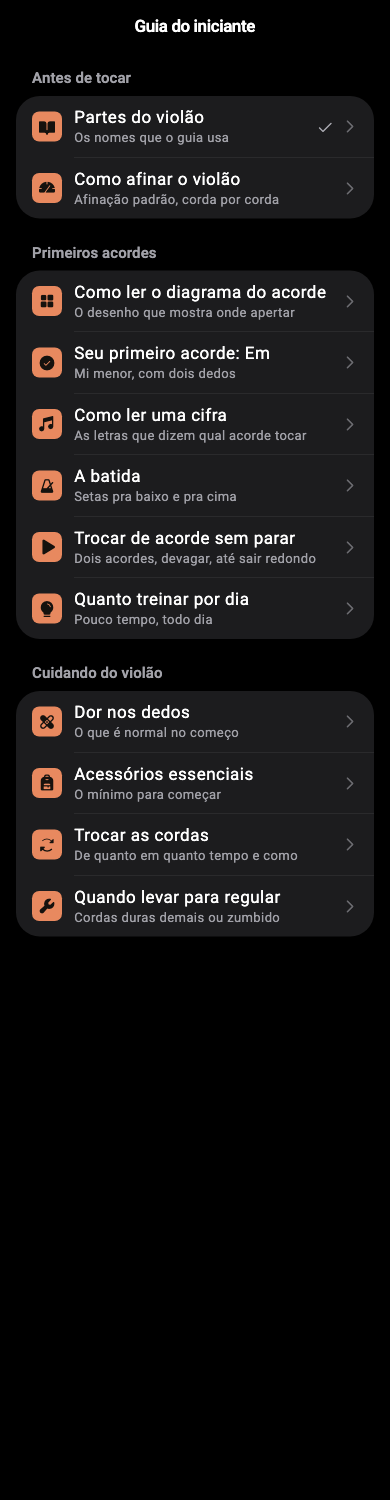 Guia do iniciante
Antes de tocar
Partes do violão
Os nomes que o guia usa
Como afinar o violão
Afinação padrão, corda por corda
Primeiros acordes
Como ler o diagrama do acorde
O desenho que mostra onde apertar
Seu primeiro acorde: Em
Mi menor, com dois dedos
Como ler uma cifra
As letras que dizem qual acorde tocar
A batida
Setas pra baixo e pra cima
Trocar de acorde sem parar
Dois acordes, devagar, até sair redondo
Quanto treinar por dia
Pouco tempo, todo dia
Cuidando do violão
Dor nos dedos
O que é normal no começo
Acessórios essenciais
O mínimo para começar
Trocar as cordas
De quanto em quanto tempo e como
Quando levar para regular
Cordas duras demais ou zumbido